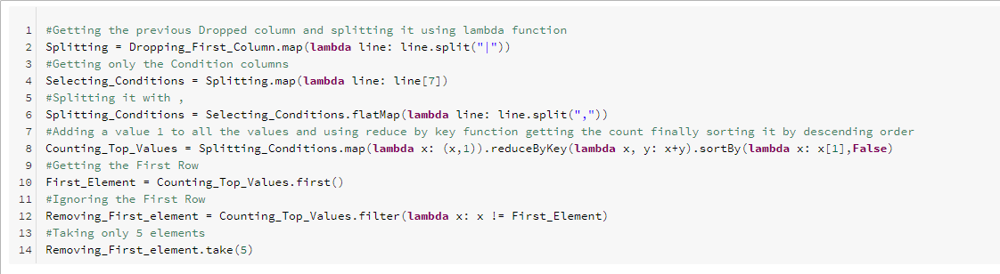 1 #Getting the previous Dropped column and splitting it using lambda function
2 Splitting = Dropping_First_Column.map(lambda line: line.split("|"))
3 #Getting only the Condition columns
4 Selecting_Conditions = Splitting.map(lambda line: line[7])
5 #Splitting it with ,
6 Splitting_Conditions = Selecting_Conditions.flatMap(lambda line: line.split(","))
7 #Adding a value 1 to all the values and using reduce by key function getting the count finally sorting it by descending order
8 Counting_Top_Values = Splitting_Conditions.map(lambda x: (x,1)).reduceByKey(lambda x, y: x+y).sortBy(lambda x: x[1],False)
9 #Getting the First Row
10 First_Element = Counting_Top_Values.first()
11 #Ignoring the First Row
12 Removing_First_element = Counting_Top_Values.filter(lambda x: x != First_Element)
13 #Taking only 5 elements
14 Removing_First_element.take(5)